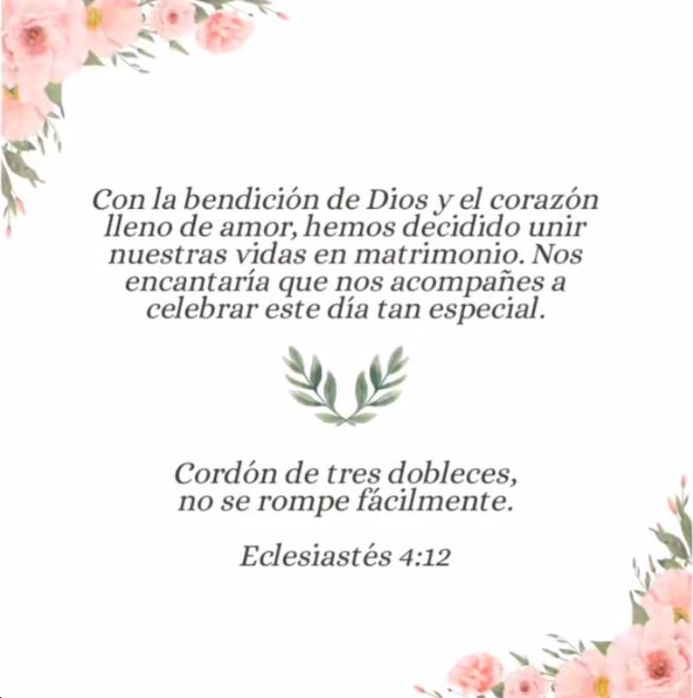 Con la bendición de Dios y el corazón
lleno de amor, hemos decidido unir
nuestras vidas en matrimonio. Nos
encantaría que nos acompañes a
celebrar este día tan especial.
Cordón de tres dobleces,
no se rompe fácilmente.
Eclesiastés 4:12